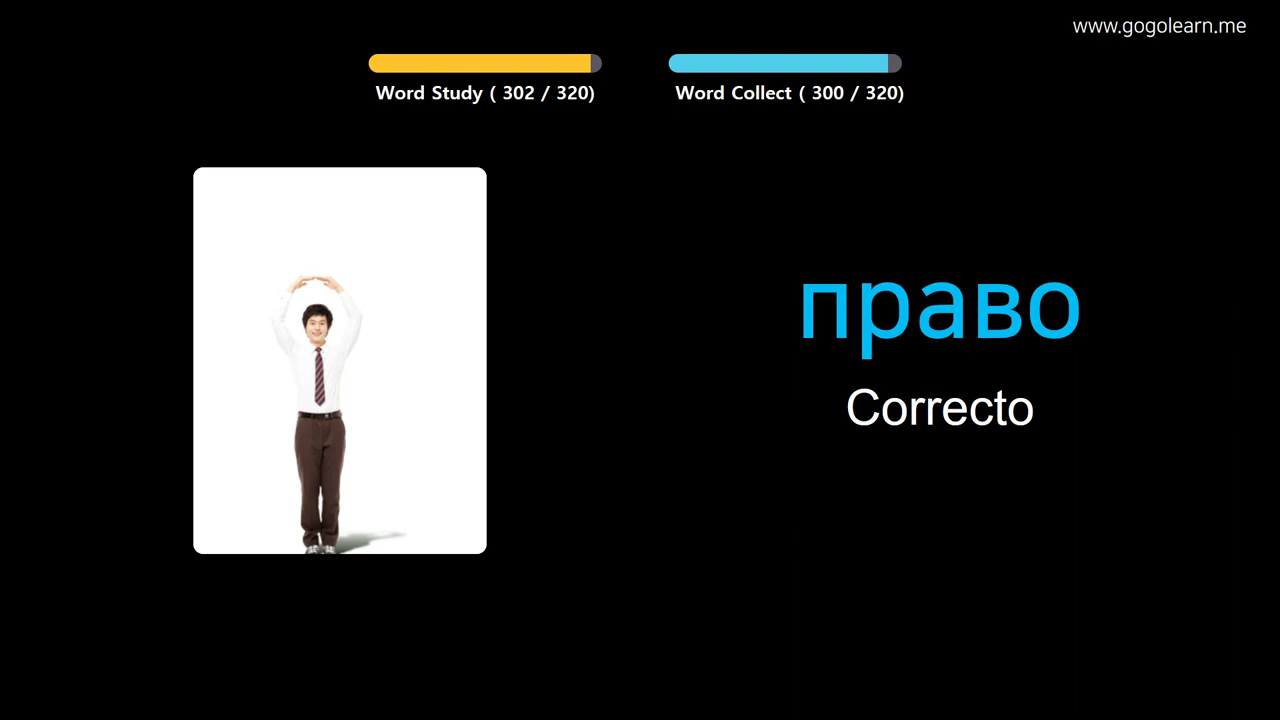 www.gogolearn.me
Word Study ( 302 / 320)
Word Collect ( 300 / 320)
право
Correcto